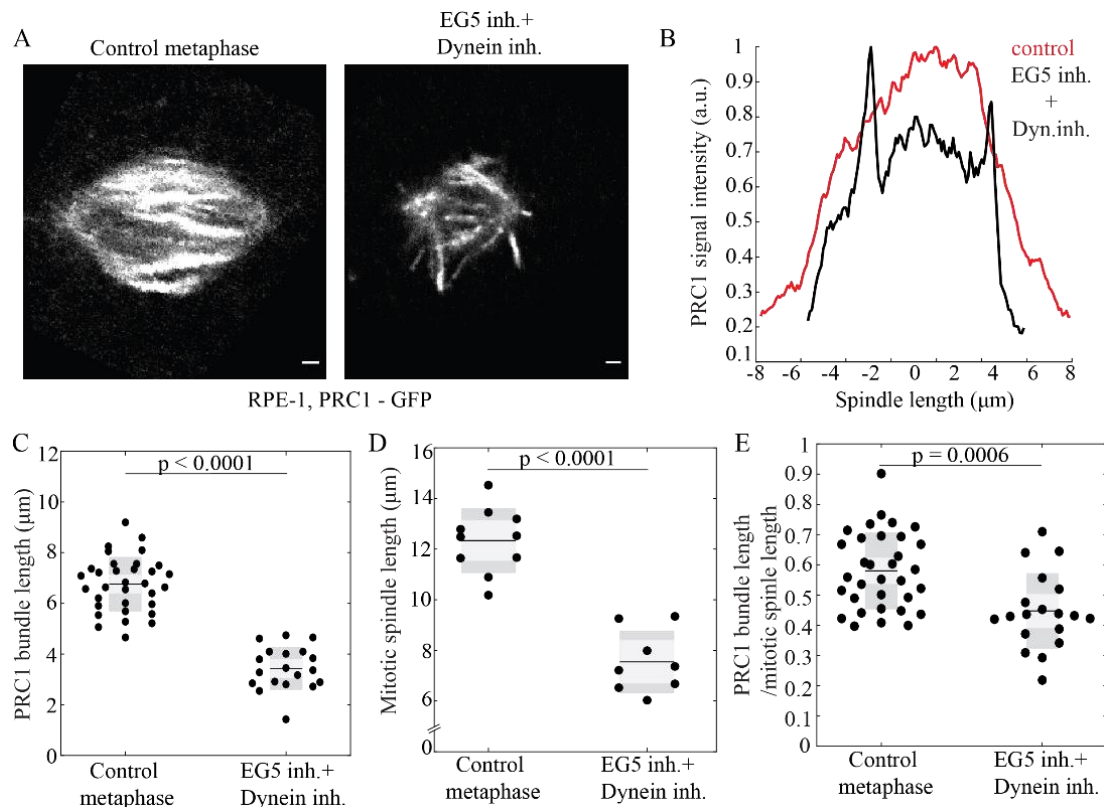 A
Control metaphase
EG5 inh.+
Dynein inh.
RPE-1, PRC1 - GFP
B
PRC1 signal intensity (a.u.)
1
0.9
0.8
0.7
0.6
0.5
0.4
0.3
0.2
0.1
-8 -6 -4 -2 0 2 4 6 8
Spindle length (μm)
control
EG5 inh.
+
Dyn.inh.
C
PRC1 bundle length (μm)
12
10
8
6
4
2
0
p < 0.0001
Control
metaphase
EG5 inh.+
Dynein inh.
D
Mitotic spindle length (μm)
16
14
12
10
8
6
0
p < 0.0001
Control
metaphase
EG5 inh.+
Dynein inh.
E
PRC1 bundle length
/mitotic spinle length
1
0.9
0.8
0.7
0.6
0.5
0.4
0.3
0.2
0.1
0
p = 0.0006
Control
metaphase
EG5 inh.+
Dynein inh.